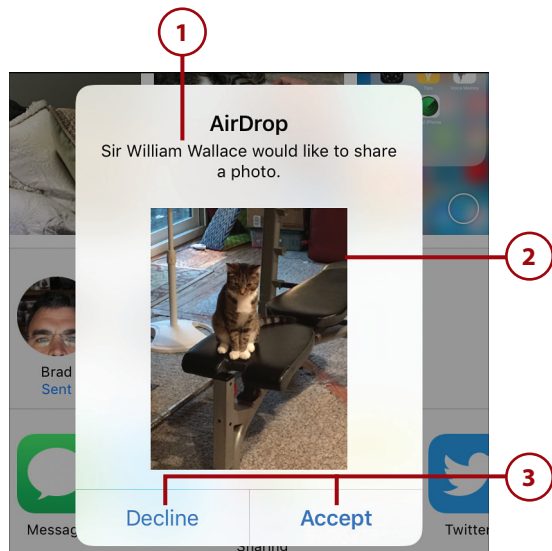 1
AirDrop
Sir William Wallace would like to share
a photo.
2
Brad
Sent
3
Decline
Accept
Messag
Twitter
Sharing